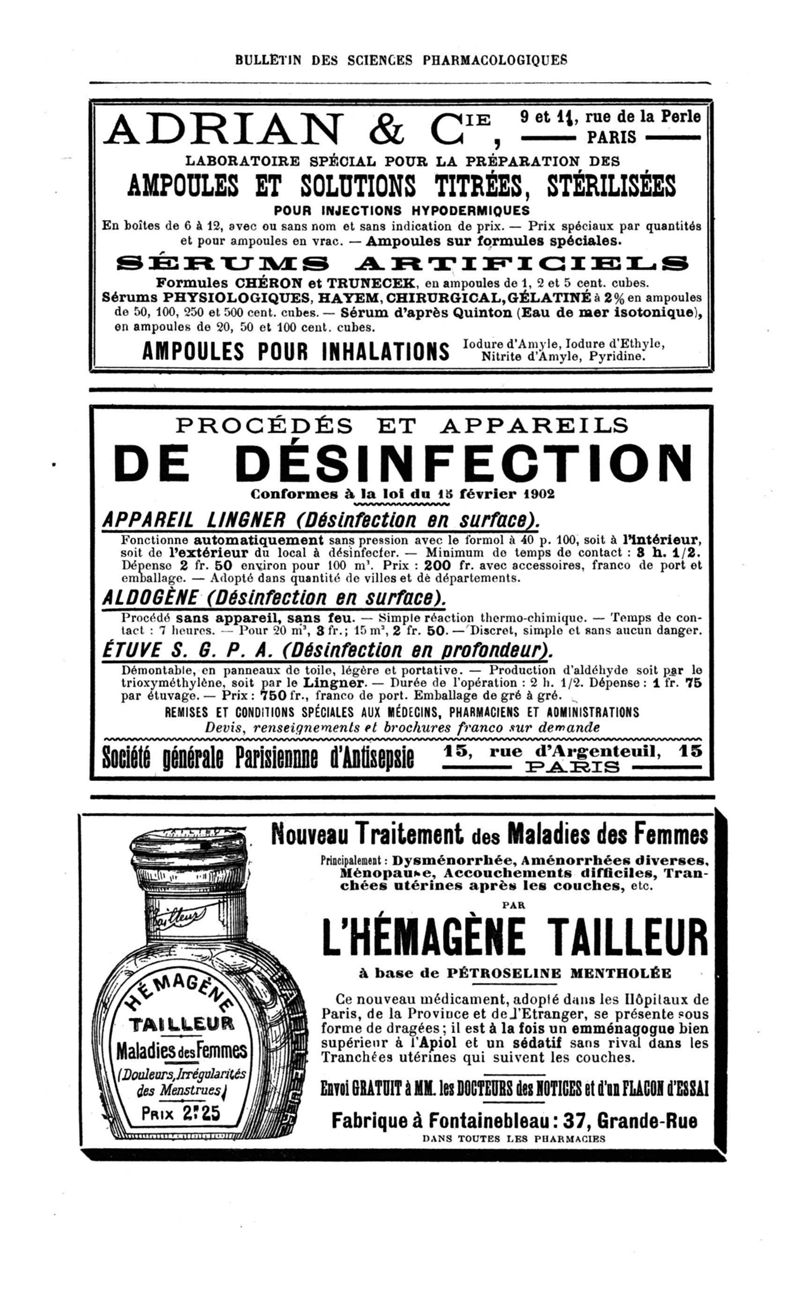 BULLETIN DES SCIENCES PHARMACOLOGIQUES
ADRIAN & CIE, 9 et 11, rue de la Perle
PARIS
LABORATOIRE SPÉCIAL POUR LA PRÉPARATION DES
AMPOULES ET SOLUTIONS TITRÉES, STÉRILISÉES
POUR INJECTIONS HYPODERMIQUES
En boîtes de 6 à 12, avec ou sans nom et sans indication de prix. — Prix spéciaux par quantités
et pour ampoules en vrac. — Ampoules sur formules spéciales.
SÉRUMS ARTIFICIELS
Formules CHÉRON et TRUNECEK, en ampoules de 1, 2 et 5 cent. cubes.
Sérums PHYSIOLOGIQUES, HAYEM, CHIRURGICAL, GÉLATINÉ à 2% en ampoules
de 50, 100, 250 et 500 cent. cubes. — Sérum d'après Quinton (Eau de mer isotonique),
en ampoules de 20, 50 et 100 cent. cubes.
AMPOULES POUR INHALATIONS Iodure d'Amyle, Iodure d'Ethyle,
Nitrite d'Amyle, Pyridine.
PROCÉDÉS ET APPAREILS
DE DÉSINFECTION
Conformes à la loi du 15 février 1902
APPAREIL LINGNER (Désinfection en surface).
Fonctionne automatiquement sans pression avec le formol à 40 p. 100, soit à l'intérieur,
soit de l'extérieur du local à désinfecter. — Minimum de temps de contact : 3 h. 1/2.
Dépense 2 fr. 50 environ pour 100 m³. Prix : 200 fr. avec accessoires, franco de port et
emballage. — Adopté dans quantité de villes et dè départements.
ALDOGÈNE (Désinfection en surface).
Procédé sans appareil, sans feu. — Simple réaction thermo-chimique. — Temps de con-
tact : 7 heures. — Pour 20 m³, 3 fr.; 15 m³, 2 fr. 50. — Discret, simple et sans aucun danger.
ÉTUVE S. G. P. A. (Désinfection en profondeur).
Démontable, en panneaux de toile, légère et portative. — Production d'aldéhyde soit par le
trioxyméthylène, soit par le Lingner. — Durée de l'opération : 2 h. 1/2. Dépense : 1 fr. 75
par étuvage. — Prix : 750 fr., franco de port. Emballage de gré à gré.
REMISES ET CONDITIONS SPÉCIALES AUX MÉDECINS, PHARMACIENS ET ADMINISTRATIONS
Devis, renseignements et brochures franco sur demande
Société générale Parisiennne d'Antisepsie 15, rue d'Argenteuil, 15
PARIS
Nouveau Traitement des Maladies des Femmes
Principalement : Dysménorrhée, Aménorrhées diverses,
Ménopause, Accouchements difficiles, Tran-
chées utérines après les couches, etc.
PAR
L'HÉMAGÈNE TAILLEUR
à base de PÉTROSELINE MENTHOLÉE
Ce nouveau médicament, adopté dans les Hôpitaux de
Paris, de la Province et de l'Etranger, se présente sous
forme de dragées ; il est à la fois un emménagogue bien
supérieur à l'Apiol et un sédatif sans rival dans les
Tranchées utérines qui suivent les couches.
Envoi GRATUIT à MM. les DOCTEURS des NOTICES et d'un FLACON d'ESSAI
Fabrique à Fontainebleau : 37, Grande-Rue
DANS TOUTES LES PHARMACIES
Tailleur
HÉMAGÈNE
TAILLEUR
Maladies des Femmes
(Douleurs, Irrégularités
des Menstrues)
PRIX 2F 25
TAILLEUR